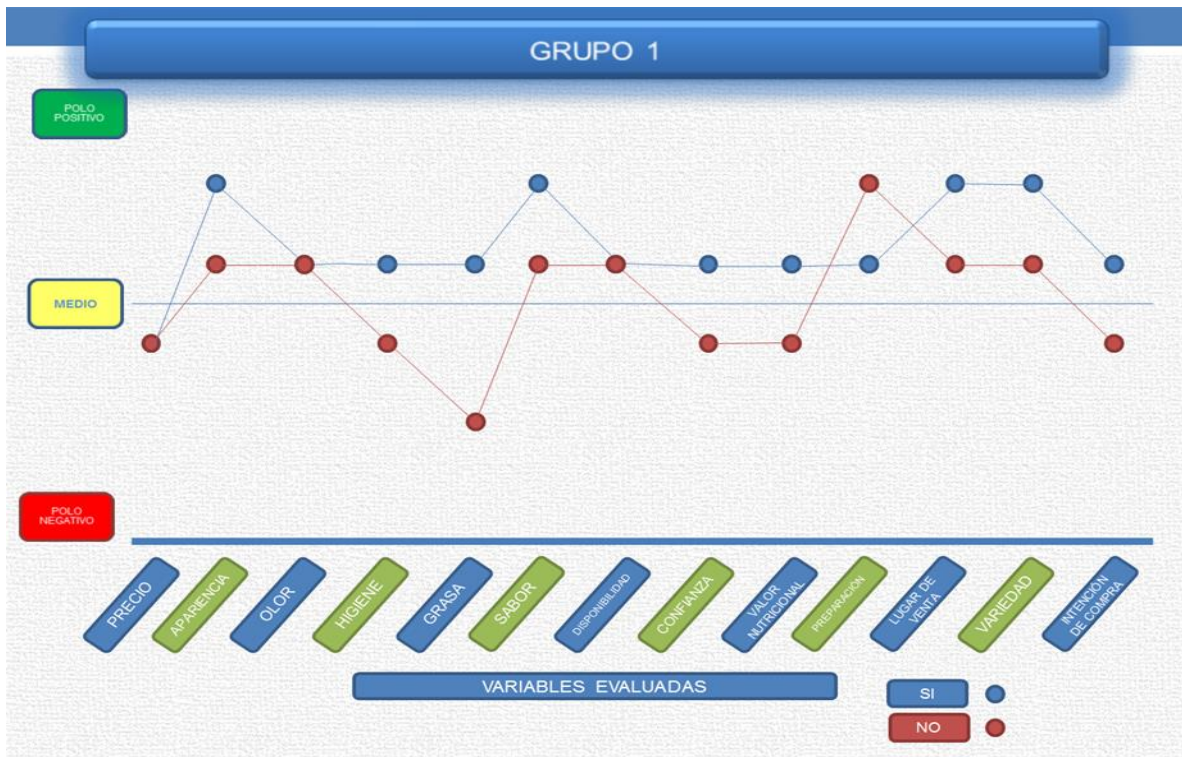 GRUPO 1
POLO
POSITIVO
MEDIO
POLO
NEGATIVO
PRECIO
APARIENCIA
OLOR
HIGIENE
GRASA
SABOR
DISPONIBILIDAD
CONFIANZA
VALOR
NUTRICIONAL
PREPARACIÓN
LUGAR DE
VENTA
VARIEDAD
INTENCIÓN
DE COMPRA
VARIABLES EVALUADAS
SI
NO